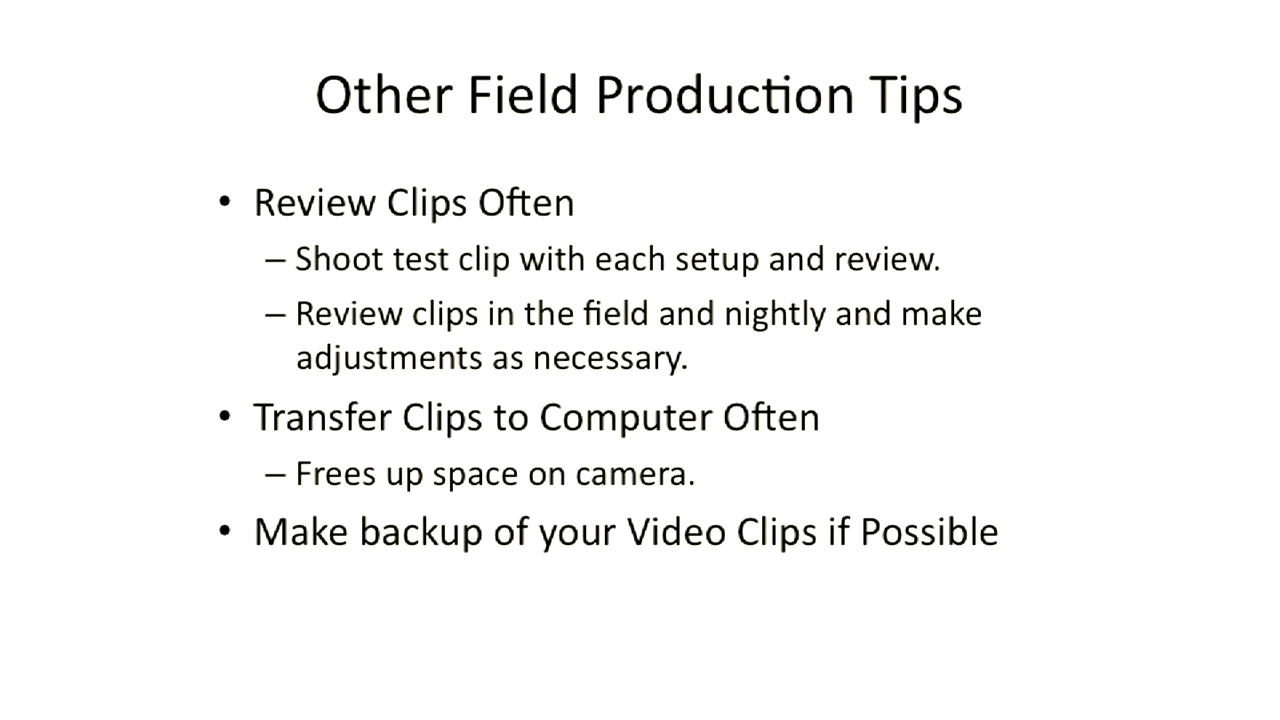 Other Field Production Tips
• Review Clips Often
– Shoot test clip with each setup and review.
– Review clips in the field and nightly and make
adjustments as necessary.
• Transfer Clips to Computer Often
– Frees up space on camera.
• Make backup of your Video Clips if Possible